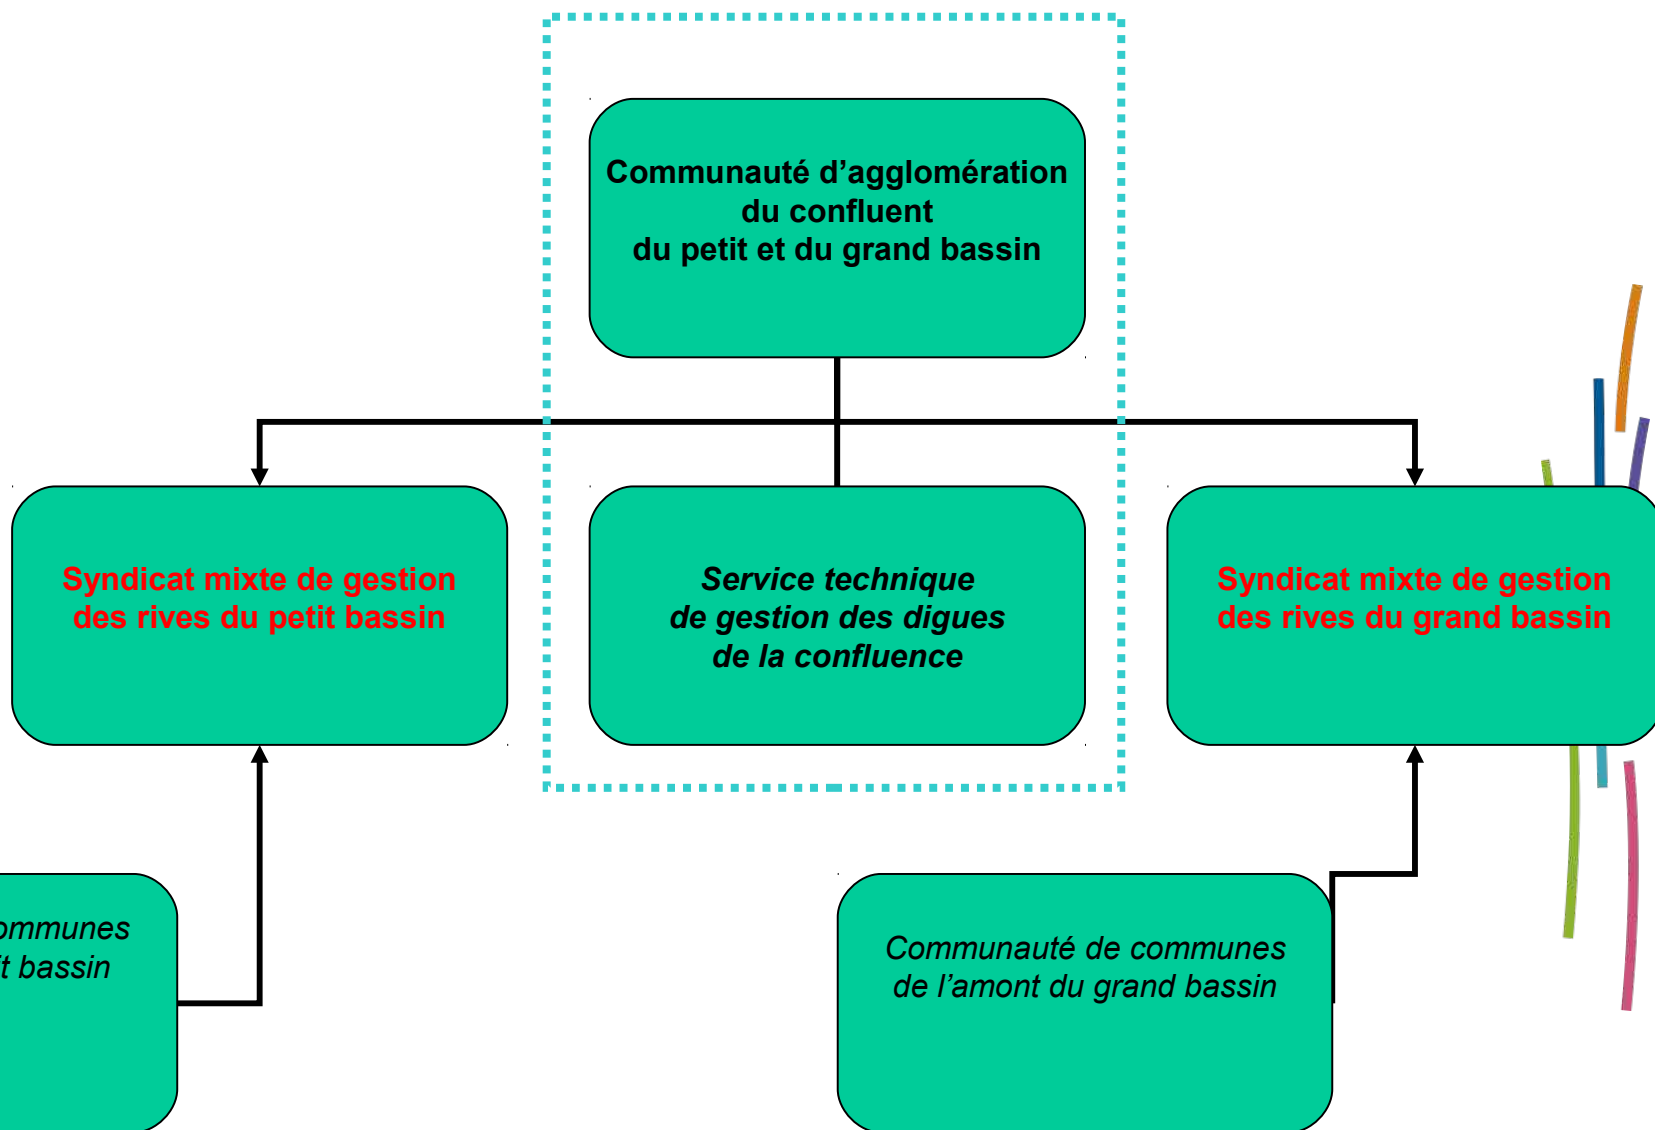 Communauté d’agglomération
du confluent
du petit et du grand bassin
Syndicat mixte de gestion
des rives du petit bassin
Service technique
de gestion des digues
de la confluence
Syndicat mixte de gestion
des rives du grand bassin
bassin
Communauté de communes
de l’amont du grand bassin